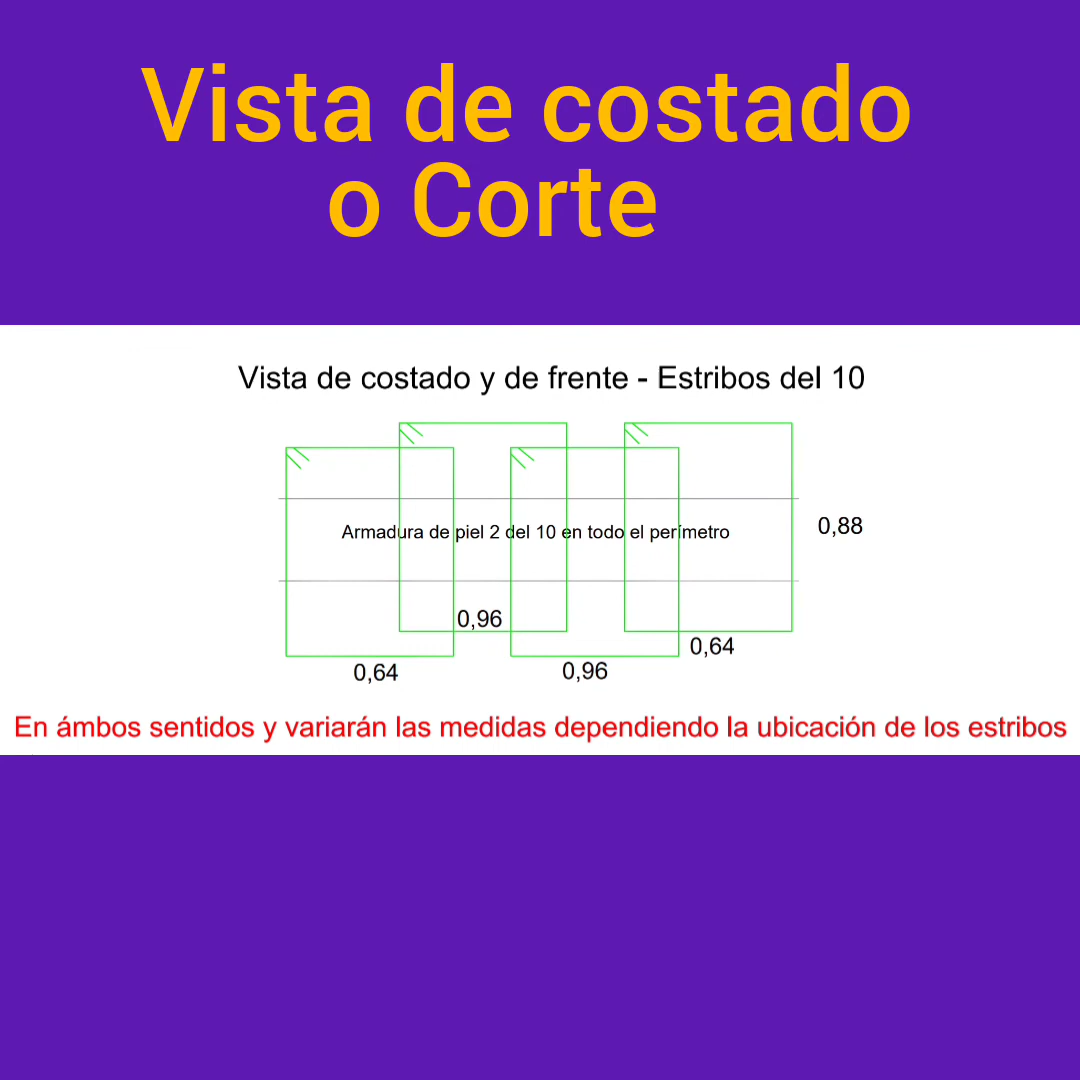 Vista de costado
o Corte
Vista de costado y de frente - Estribos del 10
Armadura de piel 2 del 10 en todo el perímetro
0,88
0,96
0,64
0,64
0,96
En ámbos sentidos y variarán las medidas dependiendo la ubicación de los estribos